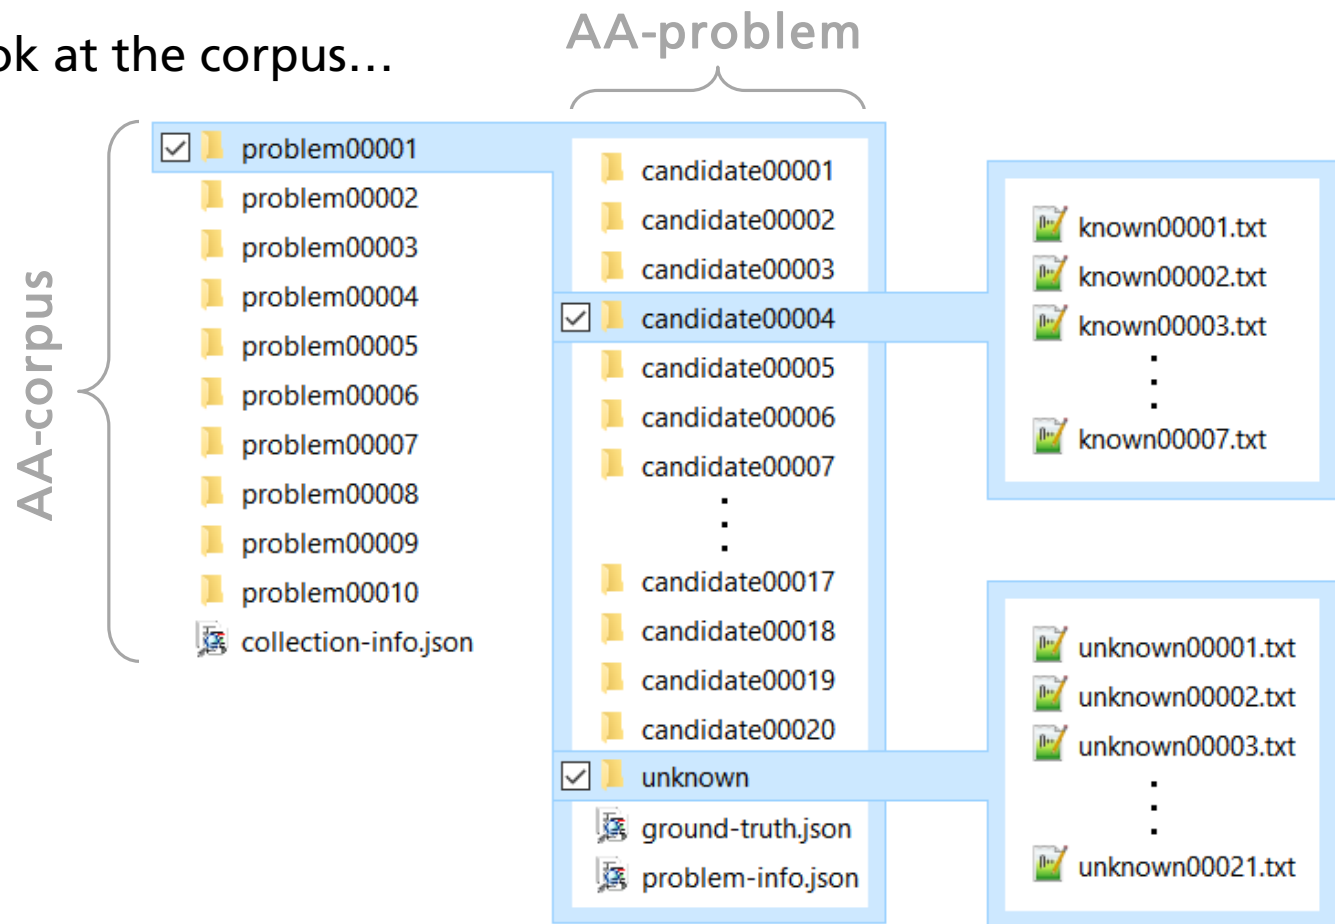 ok at the corpus...
AA-problem
AA-corpus
problem00001
problem00002
problem00003
problem00004
problem00005
problem00006
problem00007
problem00008
problem00009
problem00010
collection-info.json
candidate00001
candidate00002
candidate00003
candidate00004
candidate00005
candidate00006
candidate00007
candidate00017
candidate00018
candidate00019
candidate00020
unknown
ground-truth.json
problem-info.json
known00001.txt
known00002.txt
known00003.txt
known00007.txt
unknown00001.txt
unknown00002.txt
unknown00003.txt
unknown00021.txt